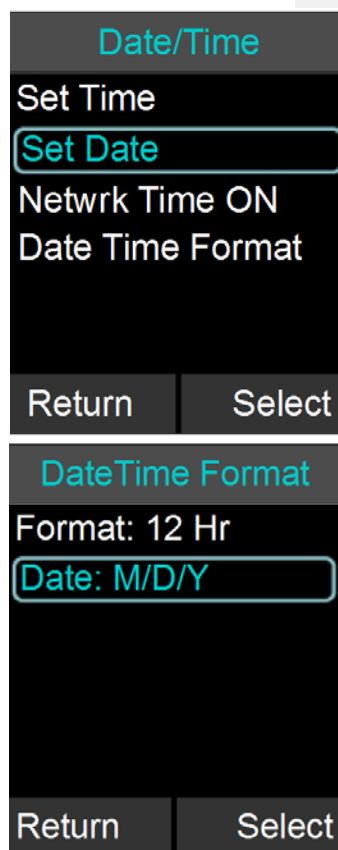 Date/Time
Set Time
Set Date
Netwrk Time ON
Date Time Format
Return Select
DateTime Format
Format: 12 Hr
Date: M/D/Y
Return Select